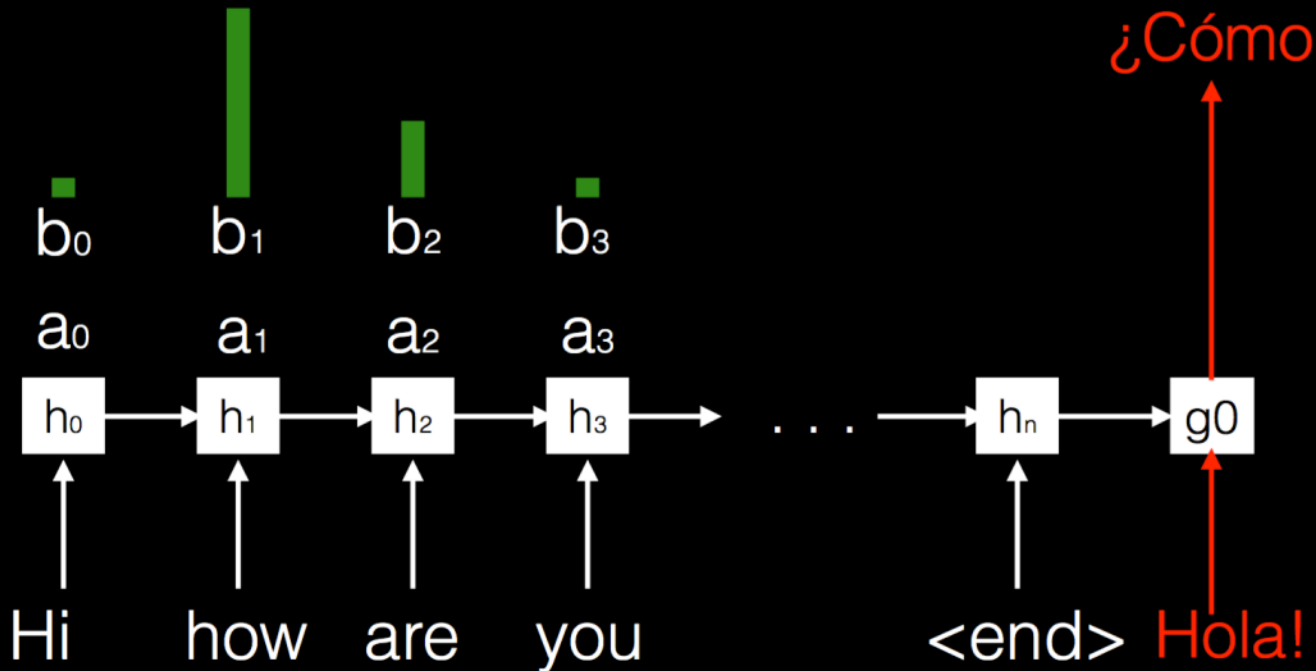 ¿Cómo
b₀ b₁ b₂ b₃
a₀ a₁ a₂ a₃
h₀ h₁ h₂ h₃ . . . hₙ g0
Hi how are you <end> Hola!